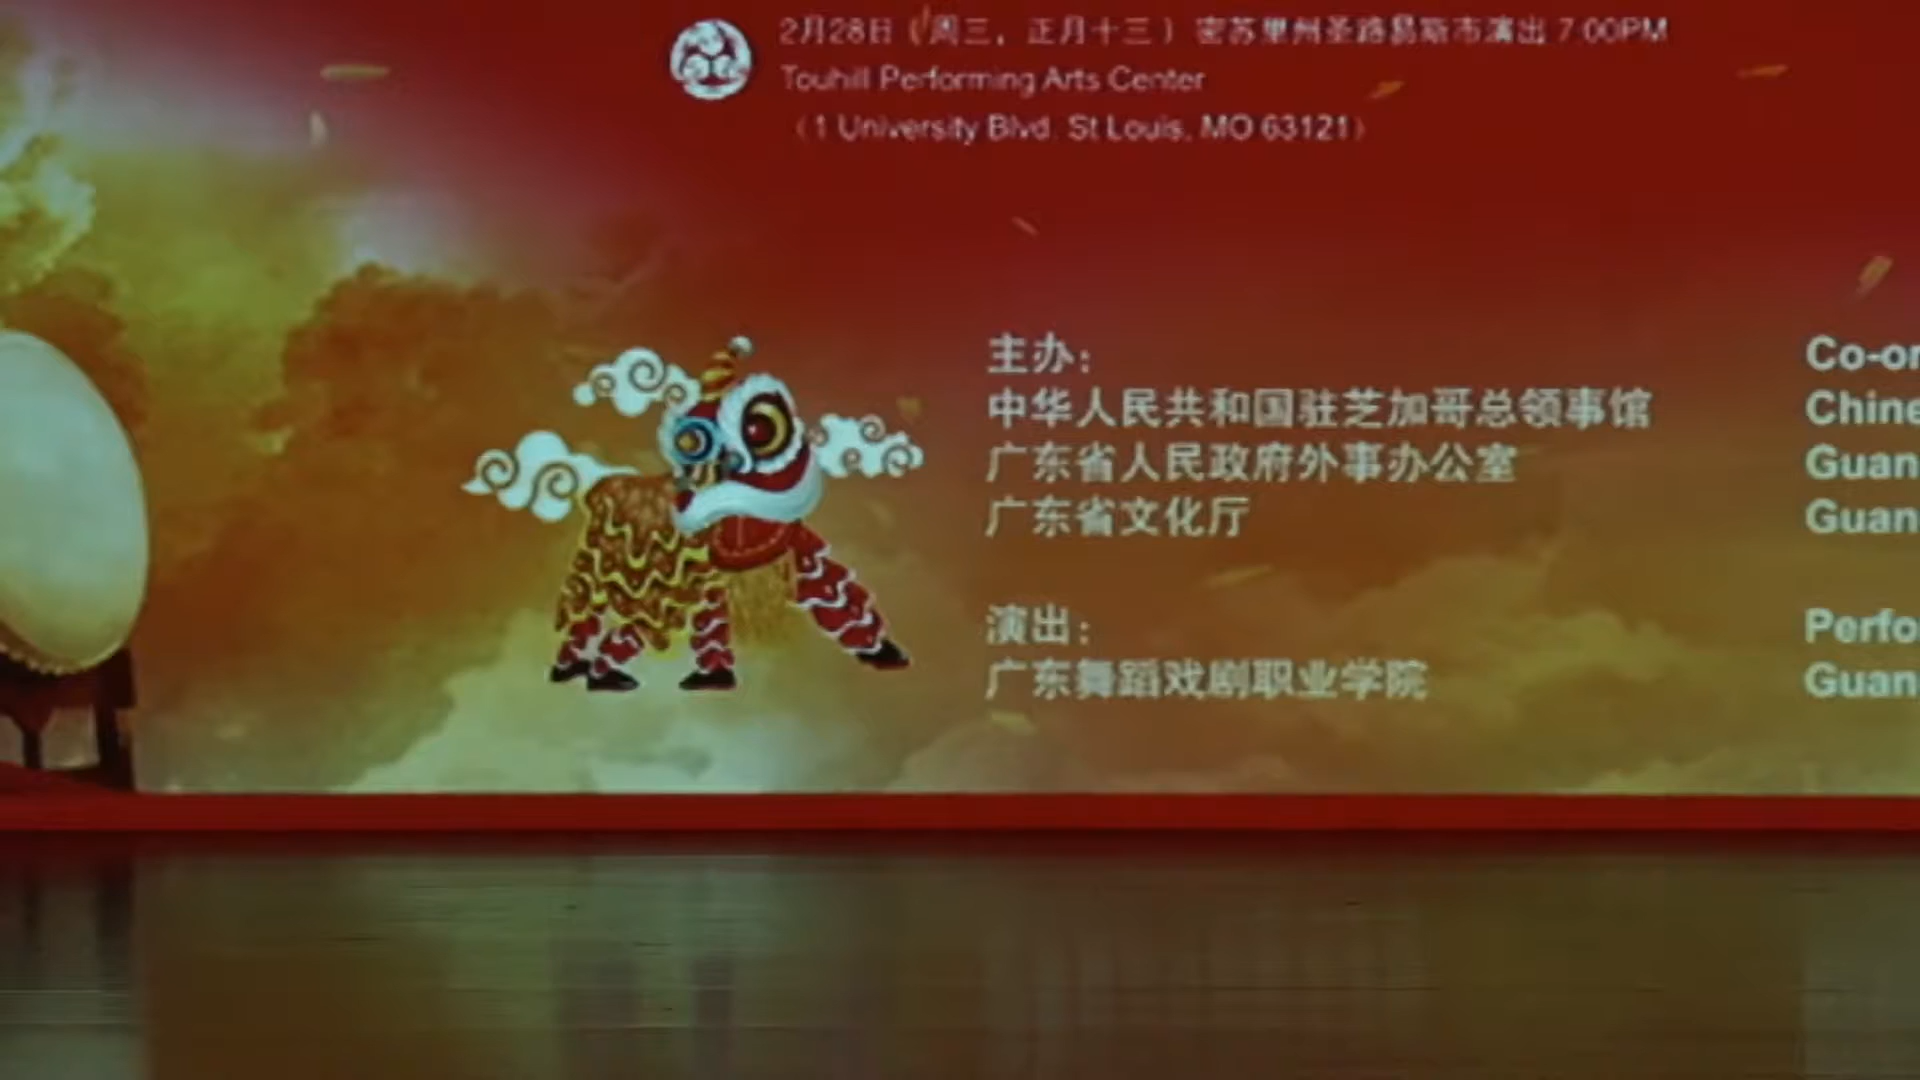 2月28日（周三，正月十三）密苏里州圣路易斯市演出 7:00PM
Touhill Performing Arts Center
（1 University Blvd. St Louis, MO 63121）
主办：
中华人民共和国驻芝加哥总领事馆
广东省人民政府外事办公室
广东省文化厅
演出：
广东舞蹈戏剧职业学院
Co-or
Chine
Guan
Guan
Perfo
Guan